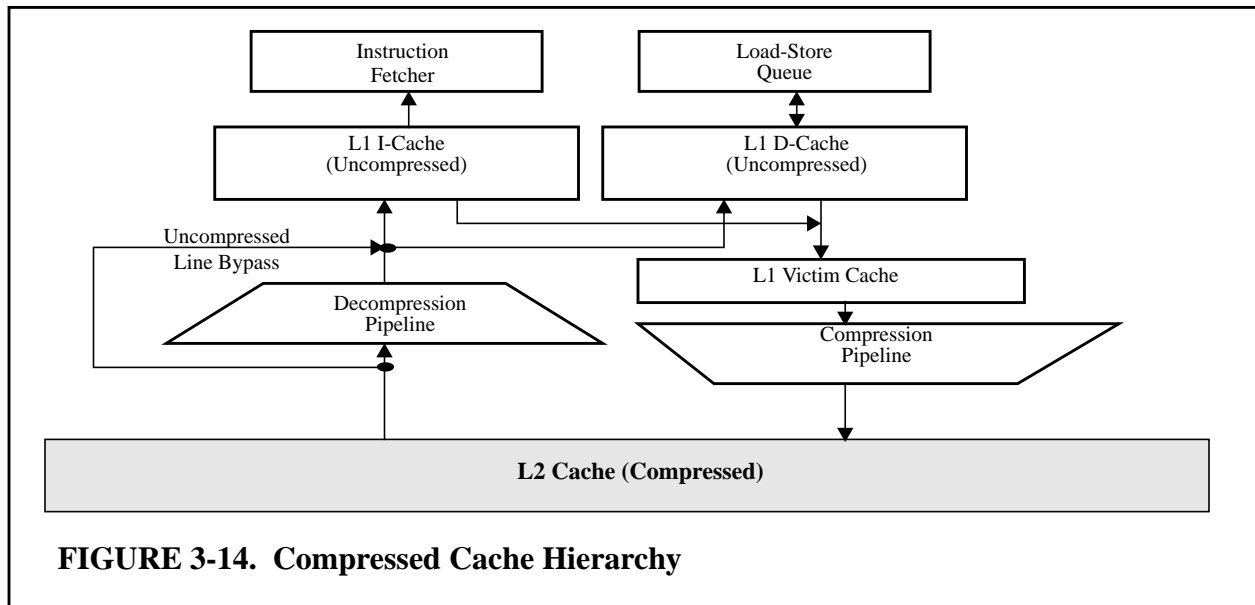 Instruction
Fetcher
Load-Store
Queue
L1 I-Cache
(Uncompressed)
L1 D-Cache
(Uncompressed)
Uncompressed
Line Bypass
L1 Victim Cache
Decompression
Pipeline
Compression
Pipeline
L2 Cache (Compressed)
FIGURE 3-14. Compressed Cache Hierarchy